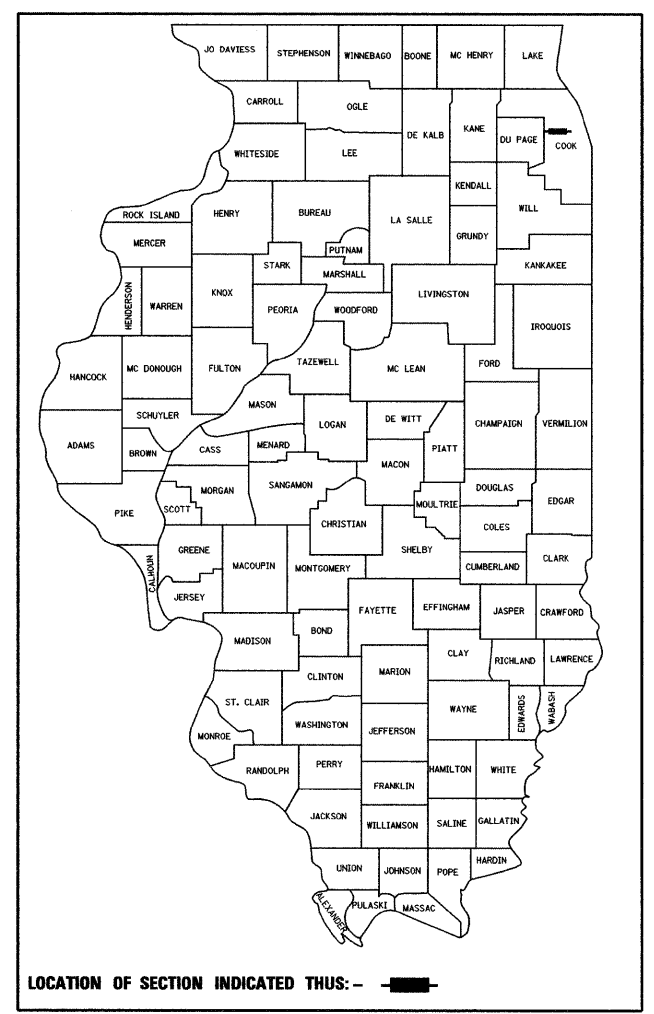 JO DAVIESS STEPHENSON WINNEBAGO BOONE MC HENRY LAKE
CARROLL OGLE
DE KALB KANE DU PAGE COOK
WHITESIDE LEE
KENDALL
ROCK ISLAND HENRY BUREAU LA SALLE WILL
MERCER PUTNAM GRUNDY
STARK MARSHALL KANKAKEE
HENDERSON WARREN KNOX PEORIA WOODFORD LIVINGSTON
IROQUOIS
HANCOCK MC DONOUGH FULTON TAZEWELL MC LEAN FORD
MASON
SCHUYLER LOGAN DE WITT CHAMPAIGN VERMILION
ADAMS BROWN CASS MENARD PIATT
MACON
MORGAN SANGAMON DOUGLAS
PIKE SCOTT CHRISTIAN MOULTRIE EDGAR
COLES
GREENE SHELBY
CALHOUN MACOUPIN MONTGOMERY CUMBERLAND CLARK
JERSEY FAYETTE EFFINGHAM JASPER CRAWFORD
MADISON BOND
CLAY RICHLAND LAWRENCE
CLINTON MARION
ST. CLAIR WAYNE EDWARDS WABASH
WASHINGTON JEFFERSON
MONROE
RANDOLPH PERRY HAMILTON WHITE
FRANKLIN
JACKSON WILLIAMSON SALINE GALLATIN
UNION JOHNSON POPE HARDIN
ALEXANDER PULASKI MASSAC
LOCATION OF SECTION INDICATED THUS: –